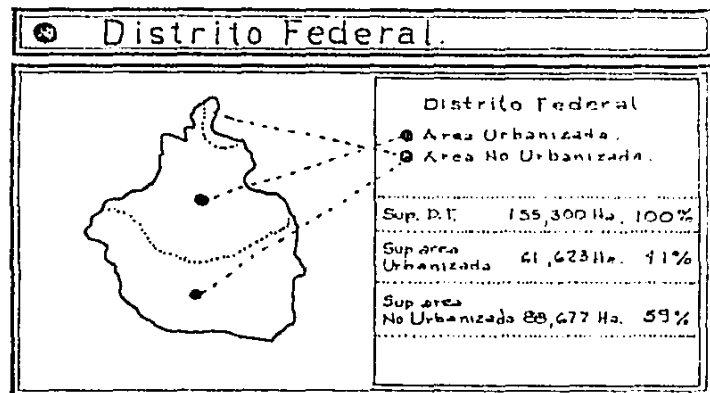 Distrito Federal.
Distrito Federal
Area Urbanizada.
Area No Urbanizada.
Sup. D.F. 155,300 Ha. 100%
Sup area
Urbanizada 61,623 Ha. 41%
Sup area
No Urbanizada 88,677 Ha. 59%